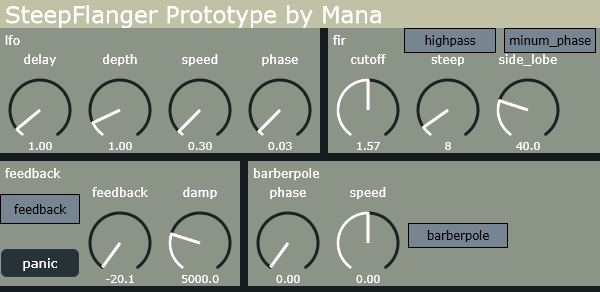 SteepFlanger Prototype by Mana
lfo
delay depth speed phase
1.00 1.00 0.30 0.03
fir
highpass minum_phase
cutoff steep side_lobe
1.57 8 40.0
feedback
feedback damp
feedback
panic
-20.1 5000.0
barberpole
phase speed
barberpole
0.00 0.00